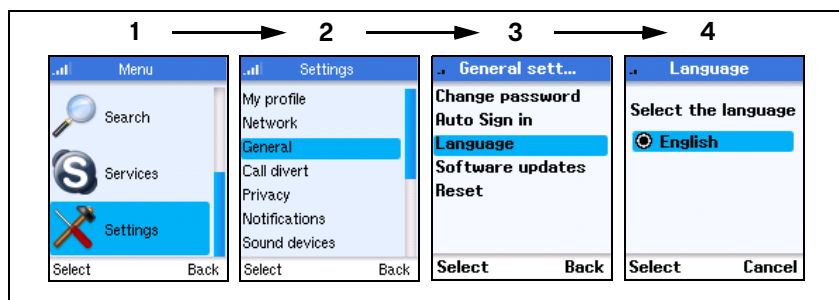 1 2 3 4
Menu
Search
Services
Settings
Select Back
Settings
My profile
Network
General
Call divert
Privacy
Notifications
Sound devices
Select Back
General sett...
Change password
Auto Sign in
Language
Software updates
Reset
Select Back
Language
Select the language
English
Select Cancel